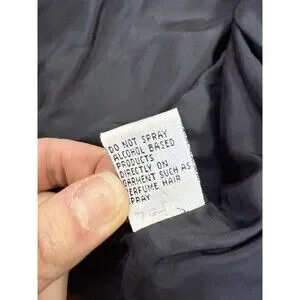 DO NOT SPRAY
ALCOHOL BASED
PRODUCTS
DIRECTLY ON
GARMENT SUCH AS
PERFUME HAIR
SPRAY